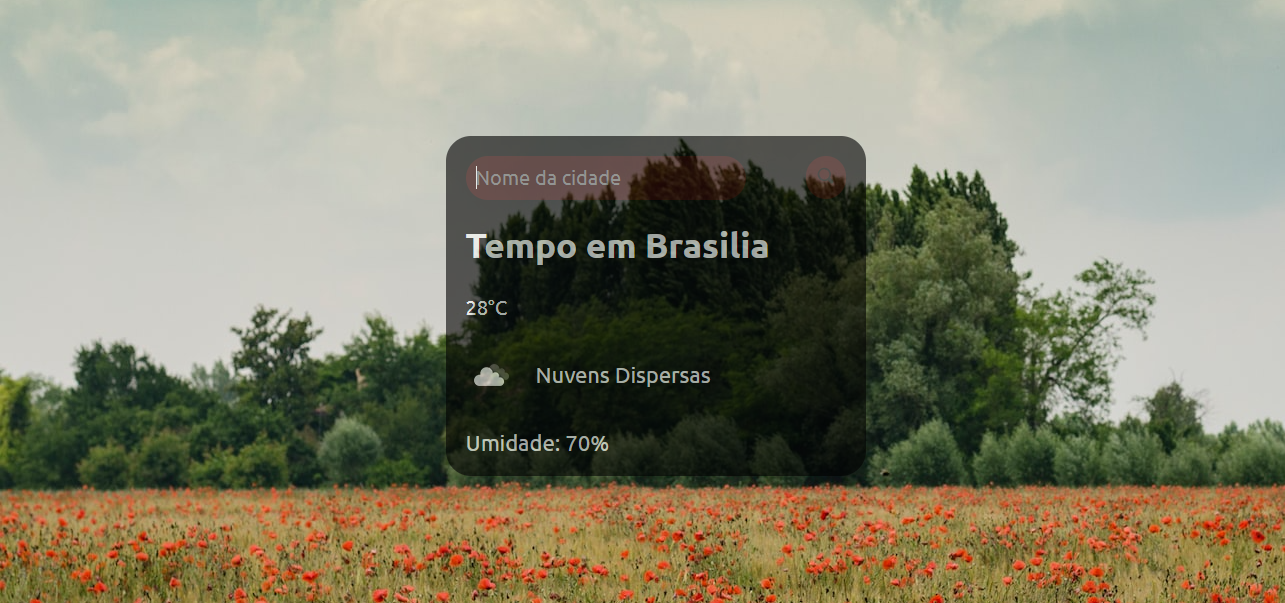 Nome da cidade
Tempo em Brasilia
28°C
Nuvens Dispersas
Umidade: 70%